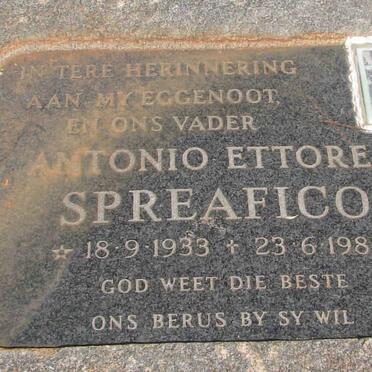 IN TERE HERINNERING
AAN MY EGGENOOT,
EN ONS VADER
ANTONIO ETTORE
SPREAFICO
☆ 18·9·1933 + 23·6·198
GOD WEET DIE BESTE
ONS BERUS BY SY WIL